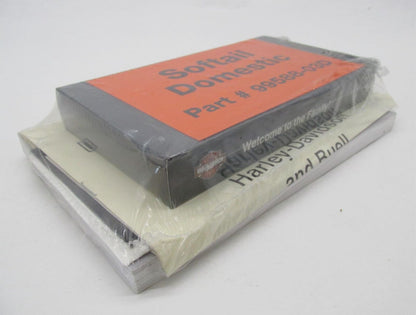 Softail
Domestic
Part # 99588-03D
Welcome to the Family
Harley-Davidson
and Buell